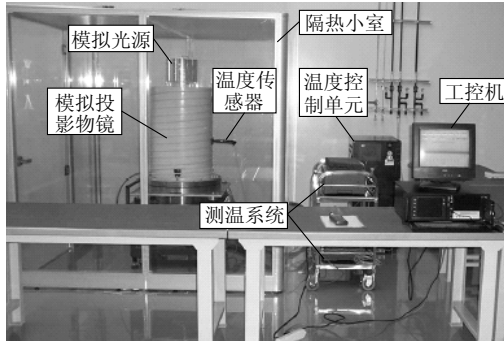 隔热小室
模拟光源
温度传
感器
温度控
制单元
工控机
模拟投
影物镜
测温系统